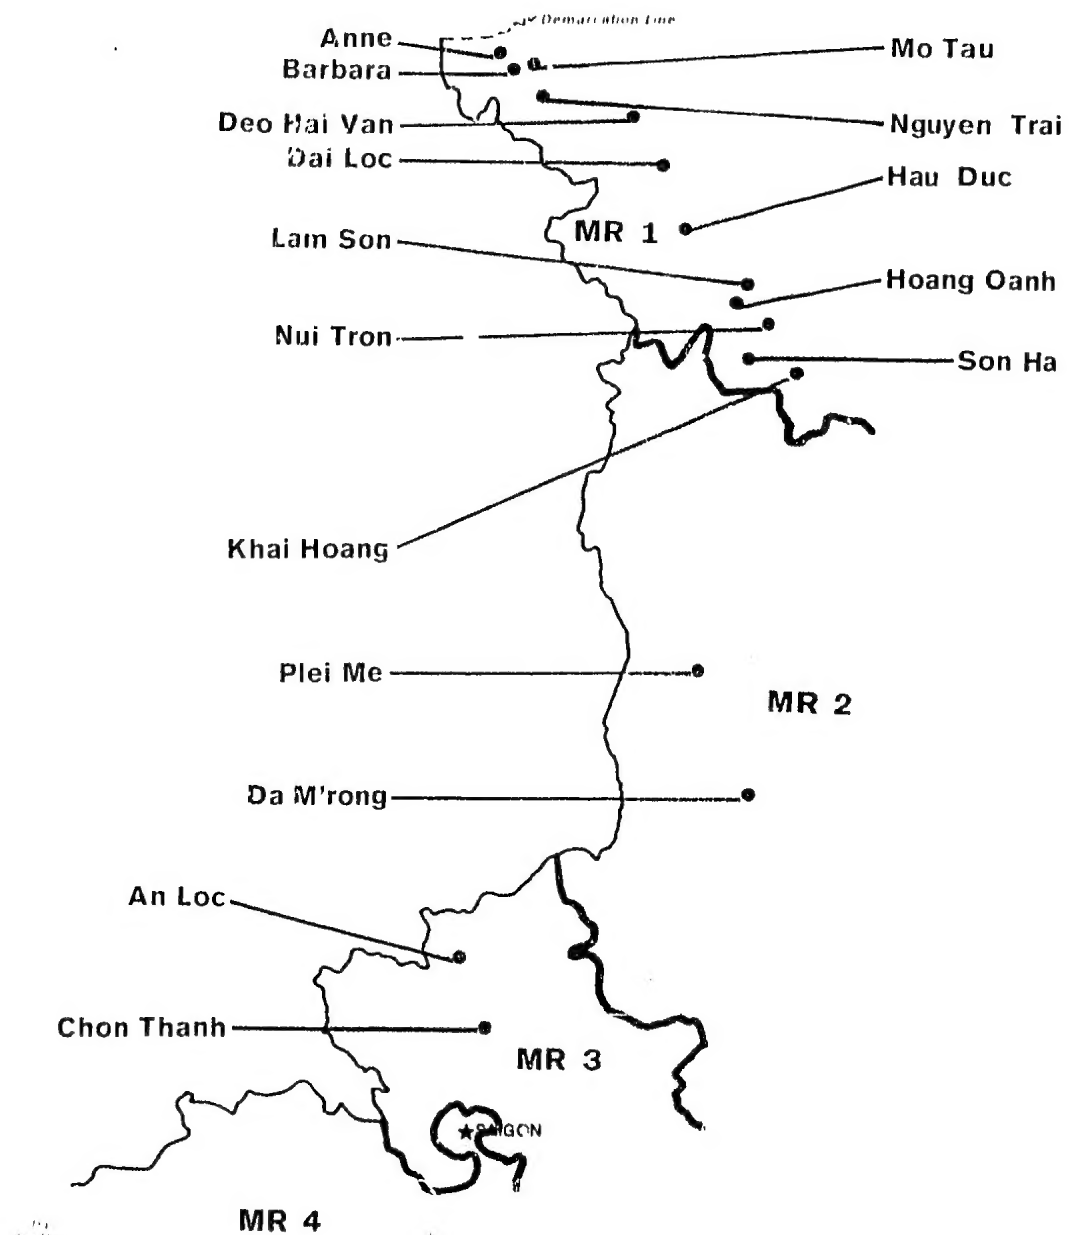 Demarcation Line
Anne
Mo Tau
Barbara
Deo Hai Van
Nguyen Trai
Dai Loc
Hau Duc
MR 1
Lam Son
Hoang Oanh
Nui Tron
Son Ha
Khai Hoang
Plei Me
MR 2
Da M'rong
An Loc
Chon Thanh
MR 3
SAIGON
MR 4